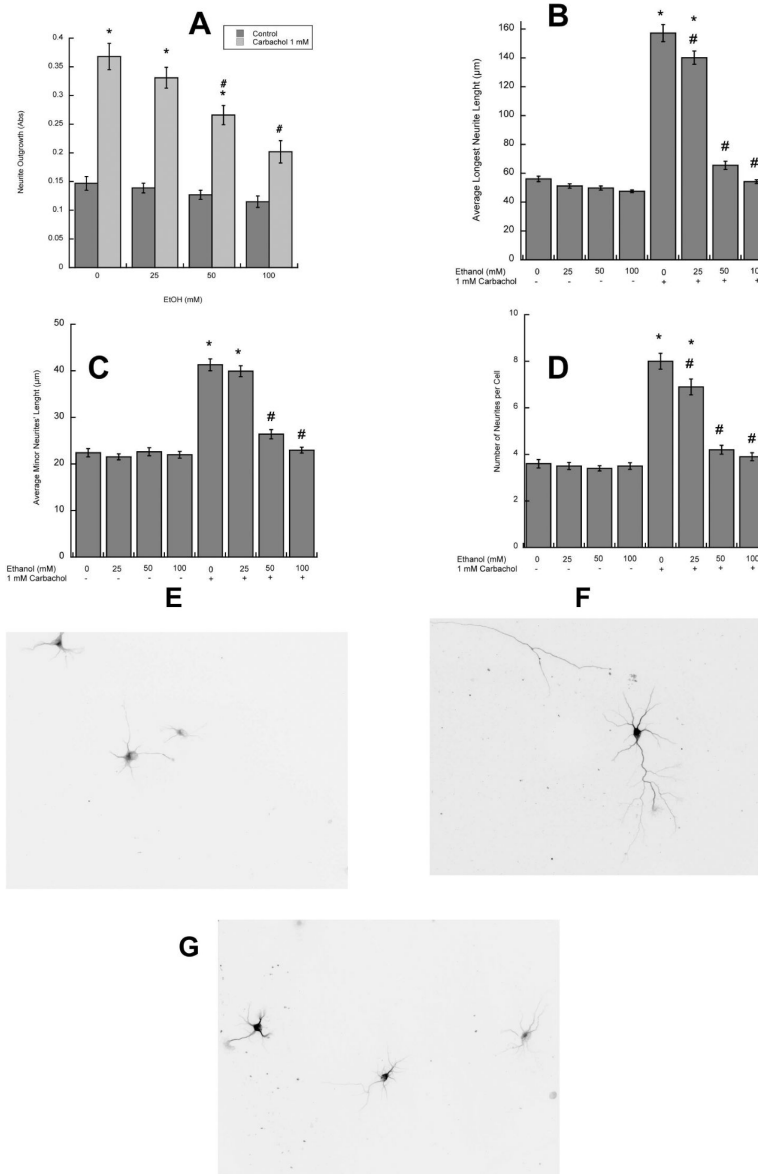 A
Control
Carbachol 1 mM
0.4
0.35
0.3
0.25
0.2
0.15
0.1
0.05
0
Neurite Outgrowth (Abs)
*
*
#
*
#
0 25 50 100
EtOH (mM)
B
160
140
120
100
80
60
40
20
0
Average Longest Neurite Lenght (µm)
*
*
#
#
#
Ethanol (mM) 0 25 50 100 0 25 50 100
1 mM Carbachol - - - - + + + +
C
50
40
30
20
10
0
Average Minor Neurites' Lenght (µm)
*
*
#
#
Ethanol (mM) 0 25 50 100 0 25 50 100
1 mM Carbachol - - - - + + + +
D
10
8
6
4
2
0
Number of Neurites per Cell
*
*
#
#
#
Ethanol (mM) 0 25 50 100 0 25 50 100
1 mM Carbachol - - - - + + + +
E
F
G